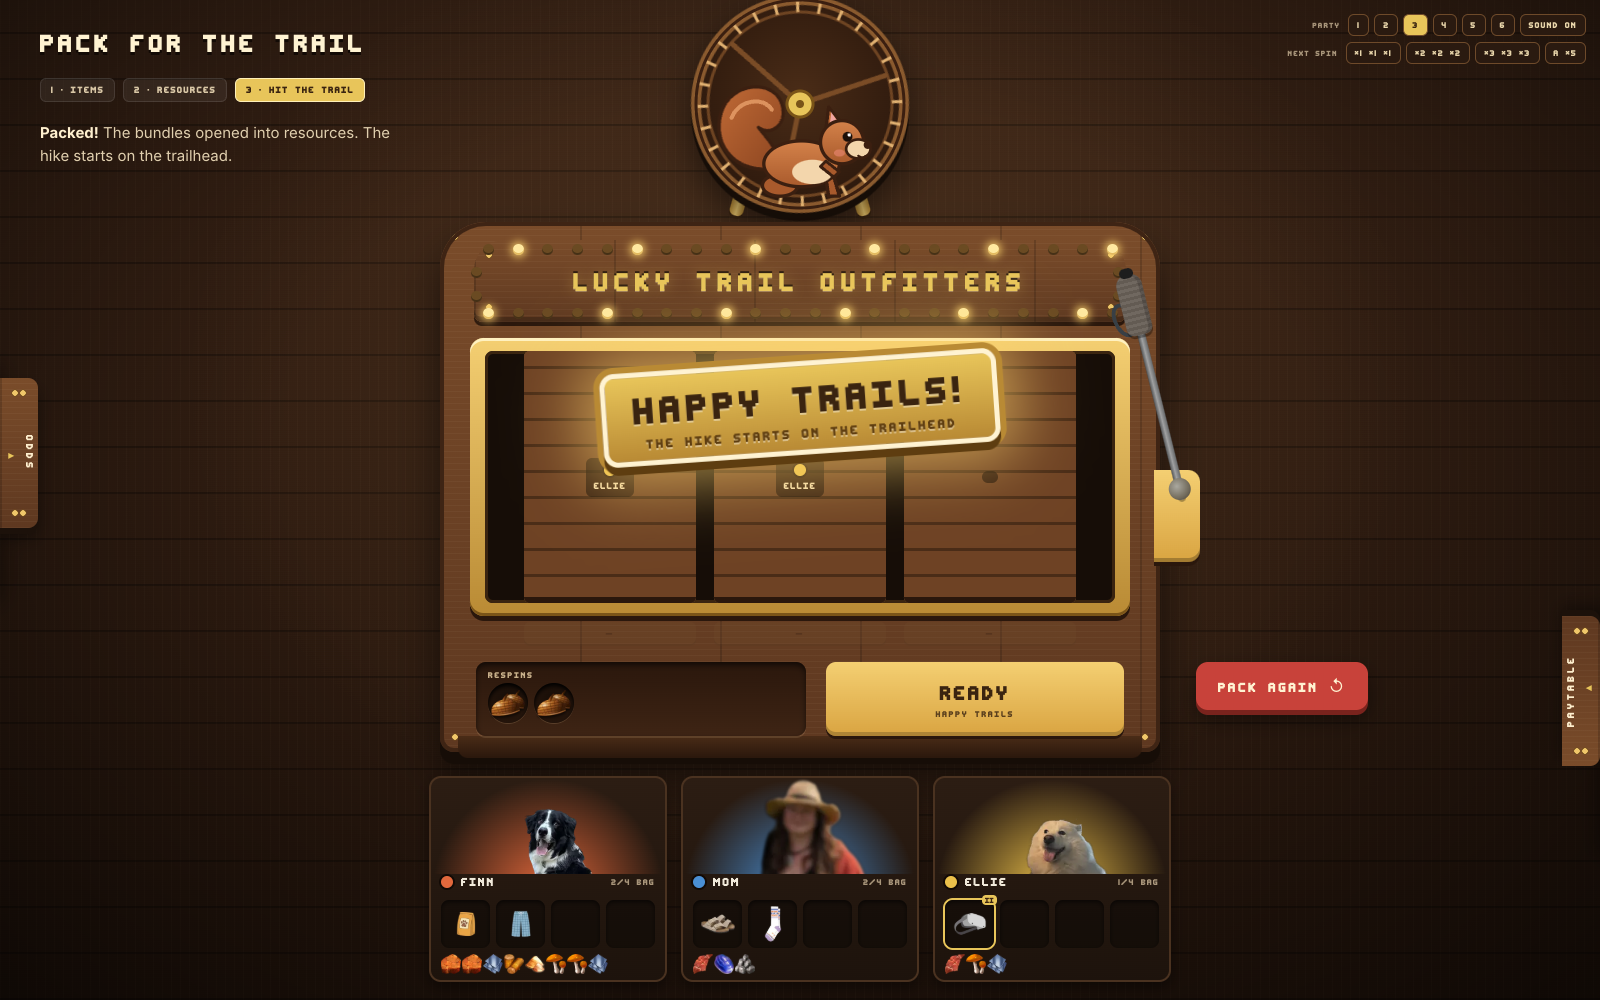 PACK FOR THE TRAIL
1 · ITEMS
2 · RESOURCES
3 · HIT THE TRAIL
Packed! The bundles opened into resources. The
hike starts on the trailhead.
PARTY
1
2
3
4
5
6
SOUND ON
NEXT SPIN
×1 ×1 ×1
×2 ×2 ×2
×3 ×3 ×3
A ×5
LUCKY TRAIL OUTFITTERS
HAPPY TRAILS!
THE HIKE STARTS ON THE TRAILHEAD
ELLIE
ELLIE
ODDS
PAYTABLE
RESPINS
READY
HAPPY TRAILS
PACK AGAIN
FINN
2/4 BAG
MOM
2/4 BAG
ELLIE
1/4 BAG